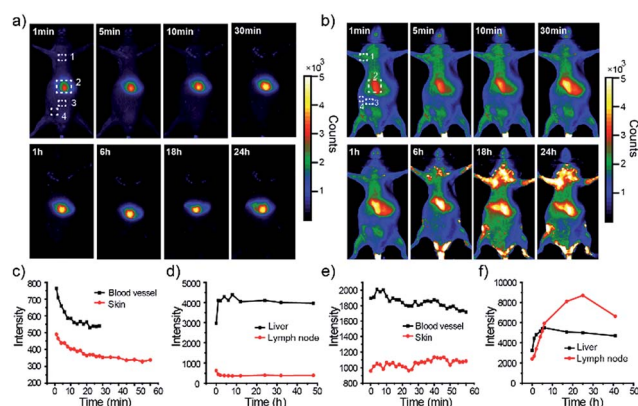 a)
1min 5min 10min 30min
1
2
3
4
×10³
5
4
3
2
1
Counts
1h 6h 18h 24h
b)
1min 5min 10min 30min
1
2
3
4
×10³
5
4
3
2
1
Counts
1h 6h 18h 24h
c)
Intensity
800
700
600
500
400
300
200
Blood vessel
Skin
0 10 20 30 40 50 60
Time (min)
d)
Intensity
5000
4000
3000
2000
1000
0
Liver
Lymph node
0 10 20 30 40 50
Time (h)
e)
Intensity
2000
1800
1600
1400
1200
1000
800
Blood vessel
Skin
0 10 20 30 40 50 60
Time (min)
f)
Intensity
10000
8000
6000
4000
2000
0
Liver
Lymph node
0 10 20 30 40 50
Time (h)